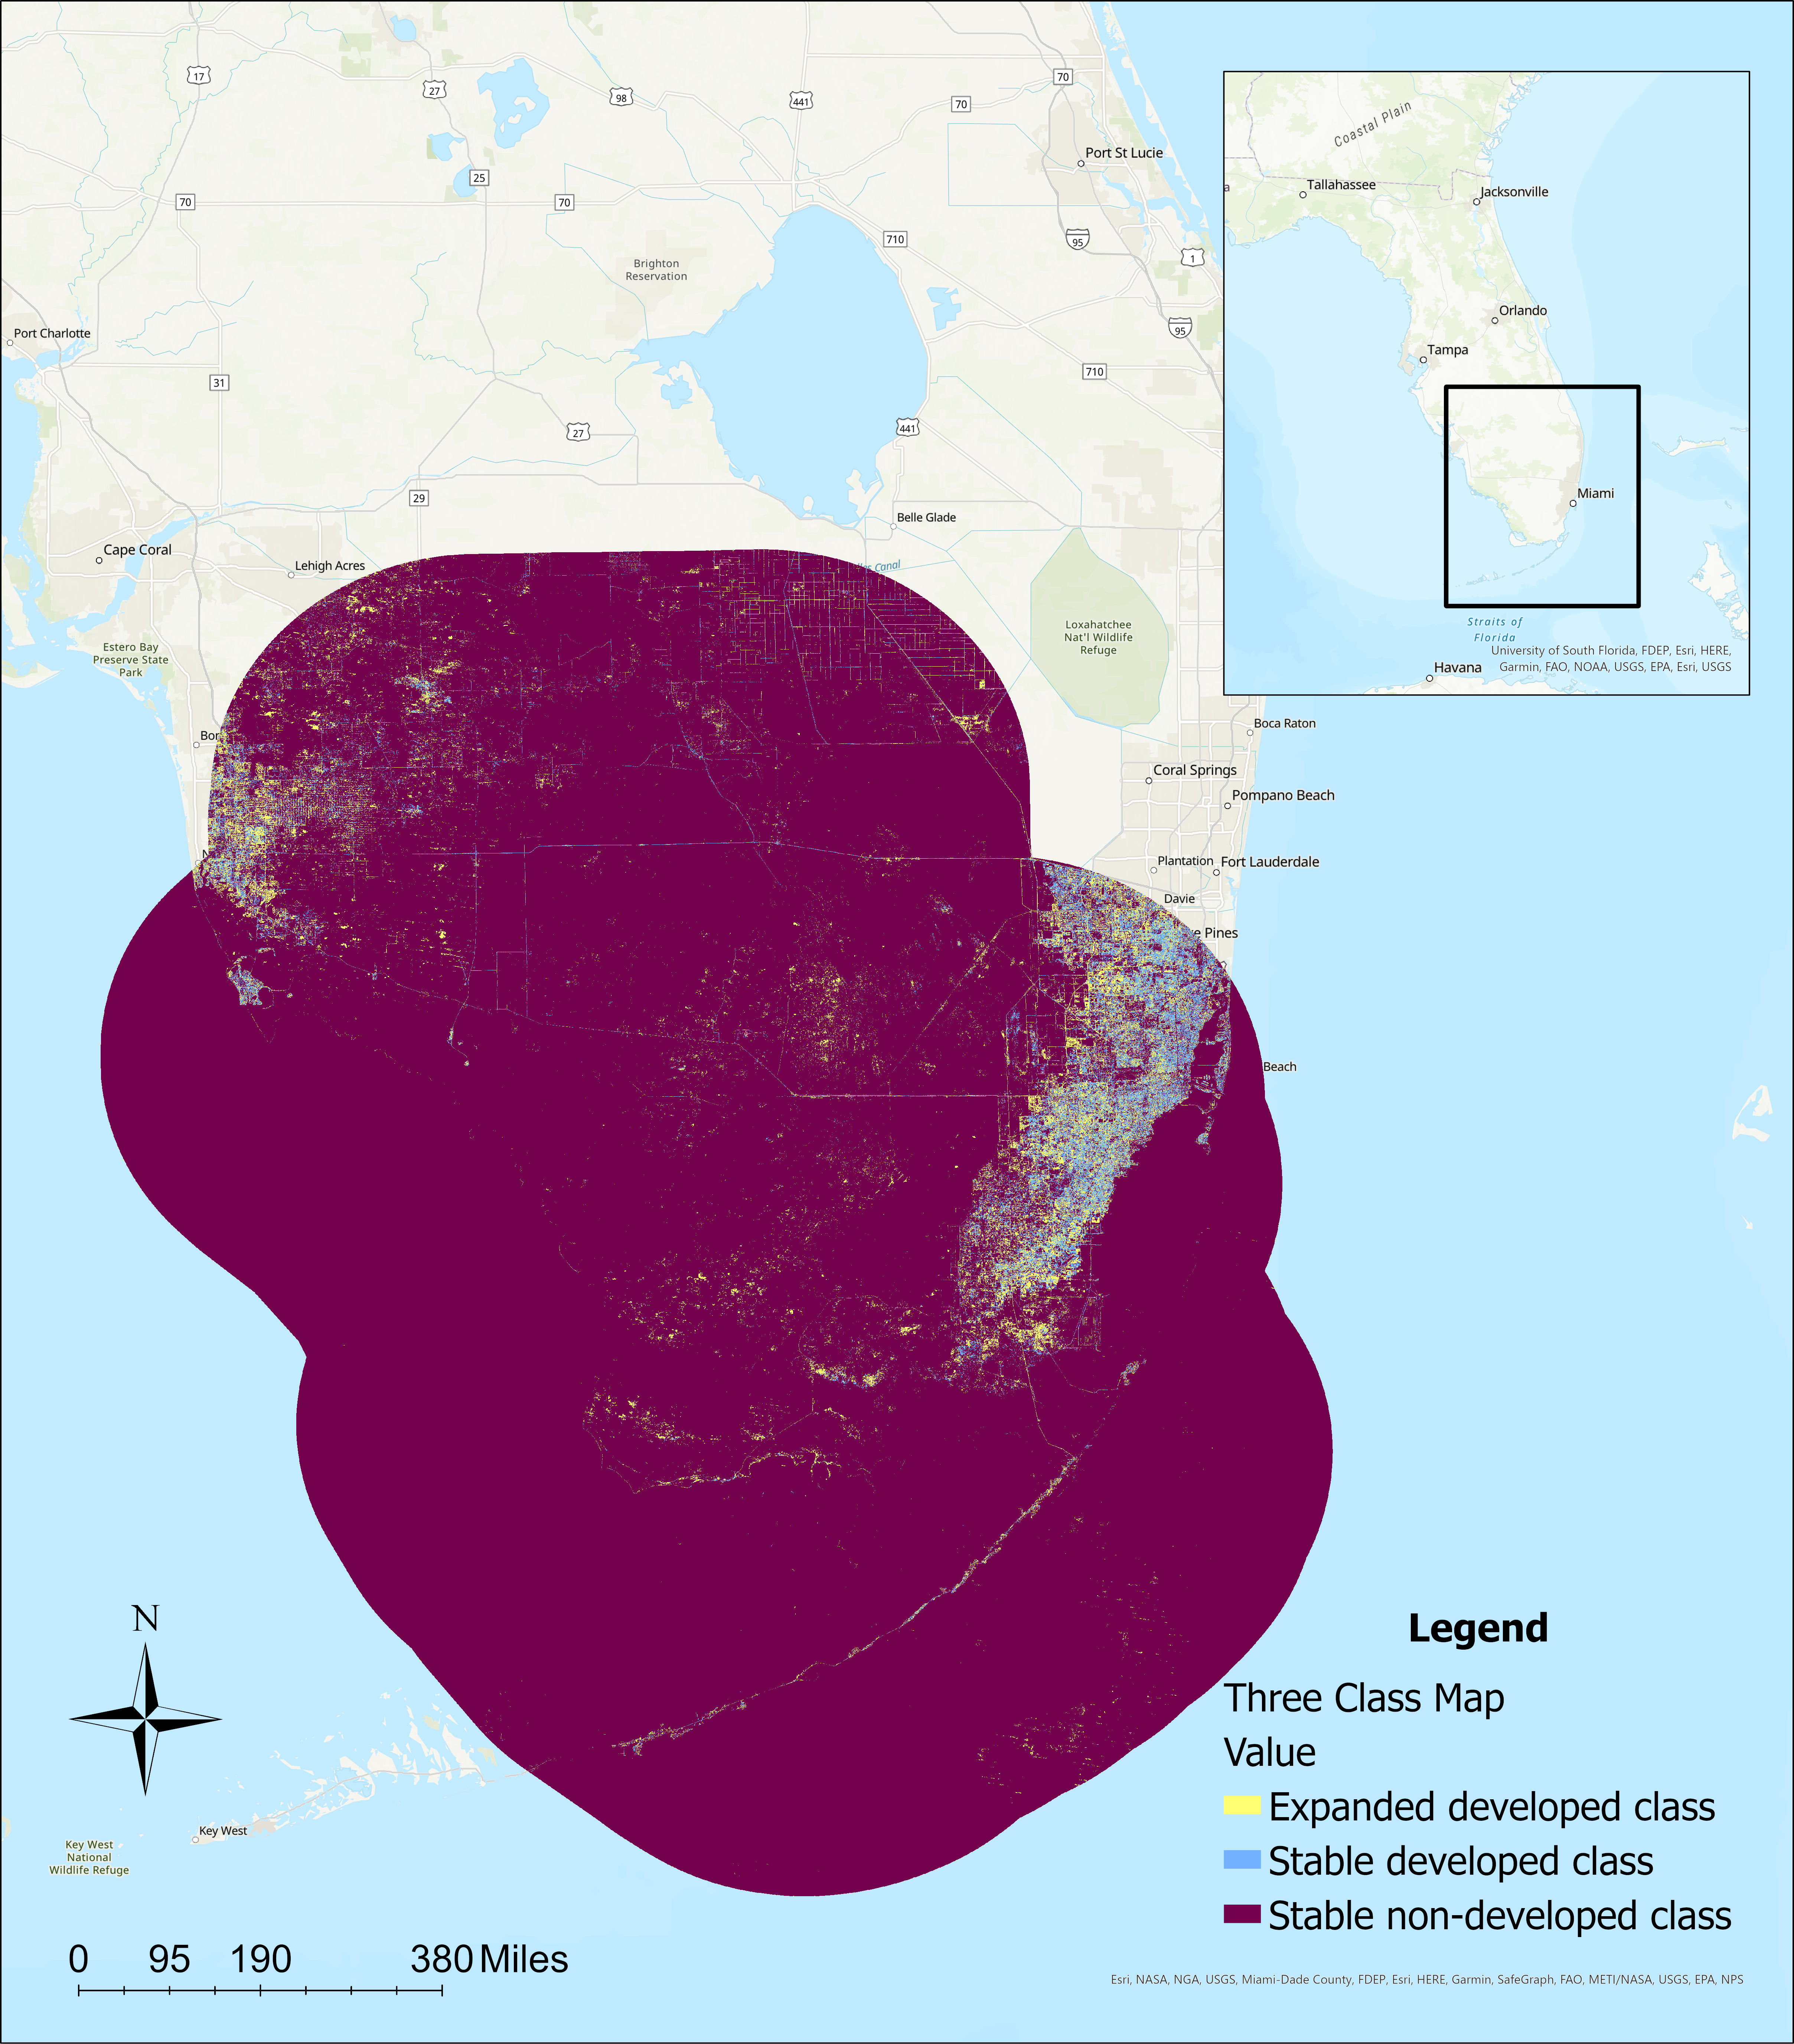 17
27
98
441
70
70
Port St Lucie
25
70
70
710
95
1
Brighton
Reservation
Port Charlotte
95
31
710
27
441
29
Belle Glade
Cape Coral
Lehigh Acres
Canal
Loxahatchee
Nat'l Wildlife
Refuge
Estero Bay
Preserve State
Park
Bor
Boca Raton
Coral Springs
Pompano Beach
N
Plantation
Fort Lauderdale
Davie
e Pines
Beach
Coastal Plain
Tallahassee
Jacksonville
Orlando
Tampa
Miami
Straits of
Florida
University of South Florida, FDEP, Esri, HERE,
Garmin, FAO, NOAA, USGS, EPA, Esri, USGS
Havana
N
Key West
Key West
National
Wildlife Refuge
Legend
Three Class Map
Value
Expanded developed class
Stable developed class
Stable non-developed class
0 95 190 380 Miles
Esri, NASA, NGA, USGS, Miami-Dade County, FDEP, Esri, HERE, Garmin, SafeGraph, FAO, METI/NASA, USGS, EPA, NPS